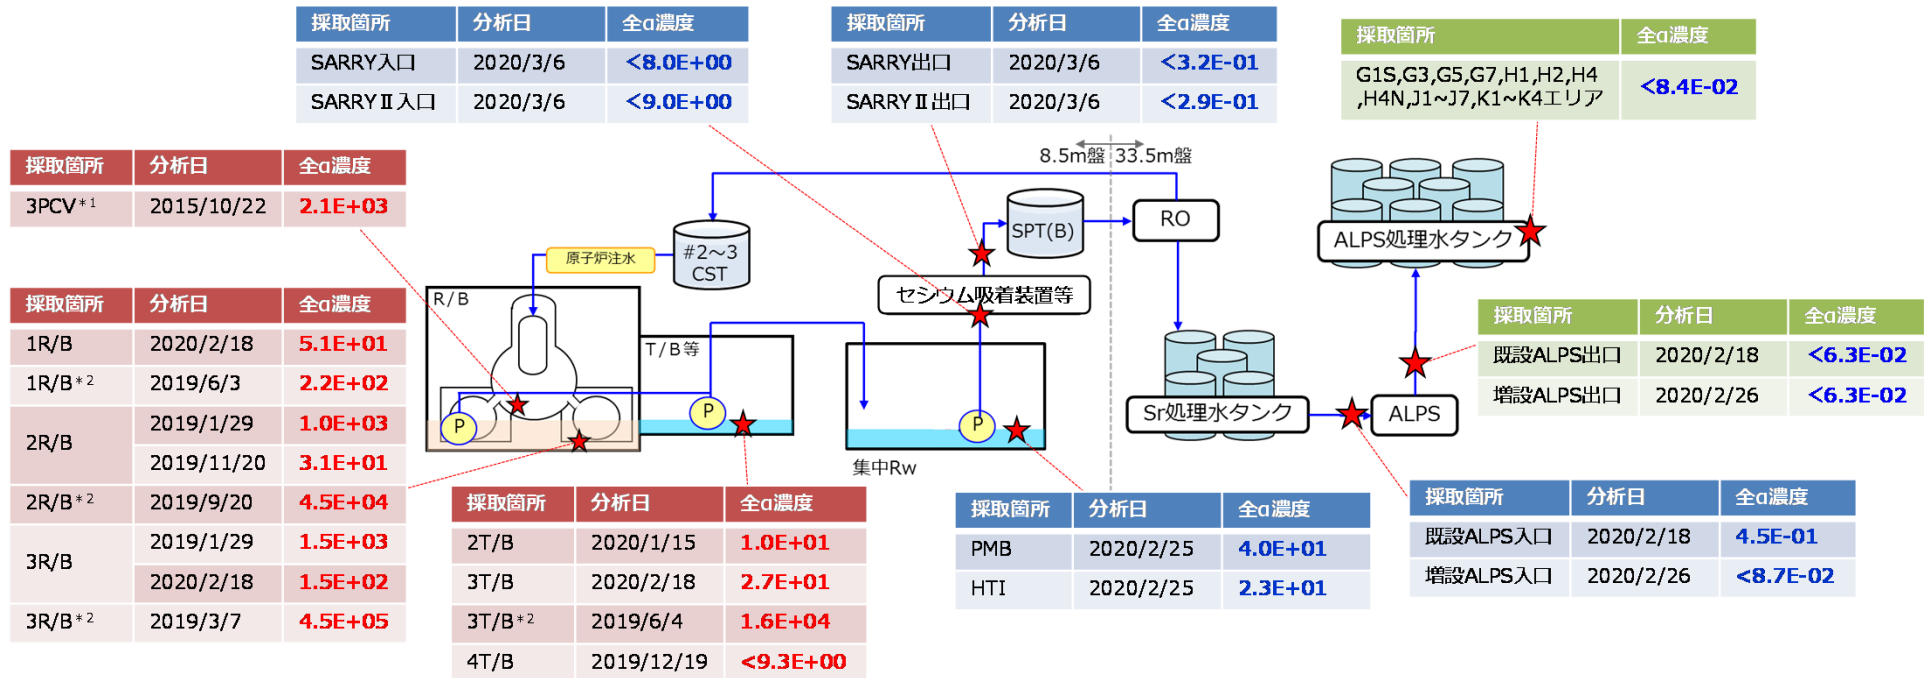 採取箇所 分析日 全α濃度
SARRY入口 2020/3/6 <8.0E+00
SARRYⅡ入口 2020/3/6 <9.0E+00
採取箇所 分析日 全α濃度
SARRY出口 2020/3/6 <3.2E-01
SARRYⅡ出口 2020/3/6 <2.9E-01
採取箇所 全α濃度
G1S,G3,G5,G7,H1,H2,H4
,H4N,J1~J7,K1~K4エリア <8.4E-02
採取箇所 分析日 全α濃度
3PCV*1 2015/10/22 2.1E+03
8.5m盤 33.5m盤
原子炉注水
#2～3
CST
SPT(B)
RO
ALPS処理水タンク
セシウム吸着装置等
R/B
T/B等
P
P
P
集中Rw
Sr処理水タンク
ALPS
採取箇所 分析日 全α濃度
1R/B 2020/2/18 5.1E+01
1R/B*2 2019/6/3 2.2E+02
2R/B 2019/1/29 1.0E+03
2019/11/20 3.1E+01
2R/B*2 2019/9/20 4.5E+04
3R/B 2019/1/29 1.5E+03
2020/2/18 1.5E+02
3R/B*2 2019/3/7 4.5E+05
採取箇所 分析日 全α濃度
既設ALPS出口 2020/2/18 <6.3E-02
増設ALPS出口 2020/2/26 <6.3E-02
採取箇所 分析日 全α濃度
2T/B 2020/1/15 1.0E+01
3T/B 2020/2/18 2.7E+01
3T/B*2 2019/6/4 1.6E+04
4T/B 2019/12/19 <9.3E+00
採取箇所 分析日 全α濃度
PMB 2020/2/25 4.0E+01
HTI 2020/2/25 2.3E+01
採取箇所 分析日 全α濃度
既設ALPS入口 2020/2/18 4.5E-01
増設ALPS入口 2020/2/26 <8.7E-02